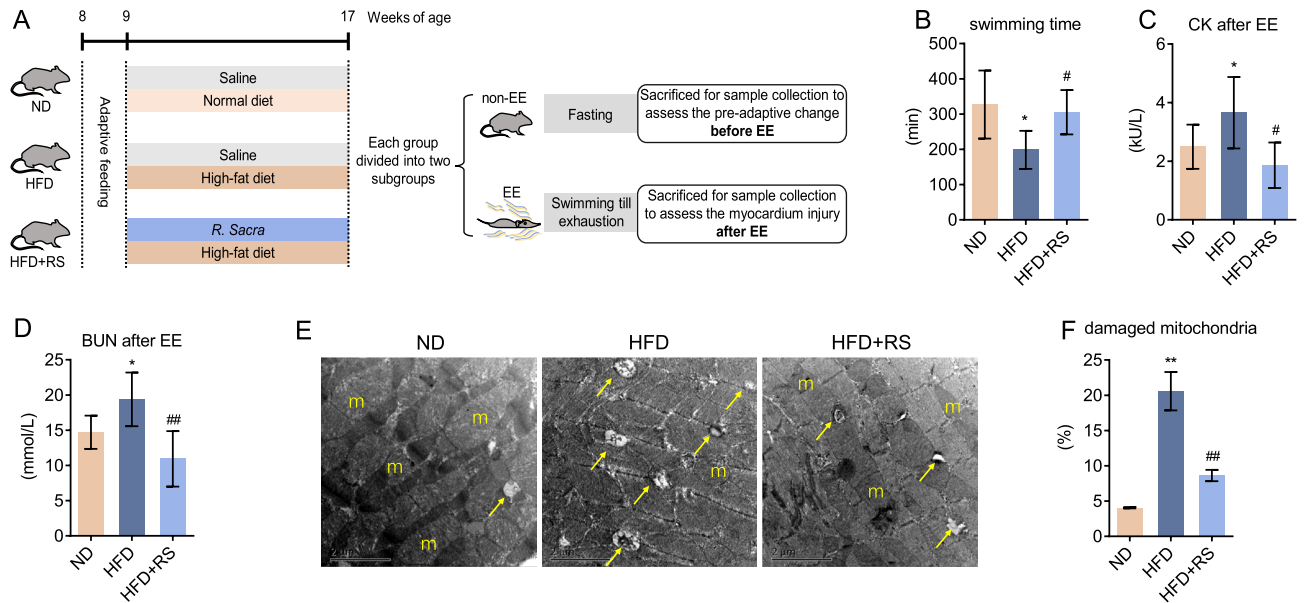 A
8 9 17 Weeks of age
ND
HFD
HFD+RS
Adaptive feeding
Saline
Normal diet
Saline
High-fat diet
R. Sacra
High-fat diet
Each group
divided into two
subgroups
non-EE
Fasting
Sacrificed for sample collection to
assess the pre-adaptive change
before EE
EE
Swimming till
exhaustion
Sacrificed for sample collection
to assess the myocardium injury
after EE
B
swimming time
(min)
500
400
300
200
100
0
*
#
ND
HFD
HFD+RS
C
CK after EE
(kU/L)
6
4
2
0
*
#
ND
HFD
HFD+RS
D
BUN after EE
(mmol/L)
25
20
15
10
5
0
*
##
ND
HFD
HFD+RS
E
ND
m
m
m
m
2 μm
HFD
m
2 μm
HFD+RS
m
m
m
2 μm
F
damaged mitochondria
(%)
25
20
15
10
5
0
**
##
ND
HFD
HFD+RS